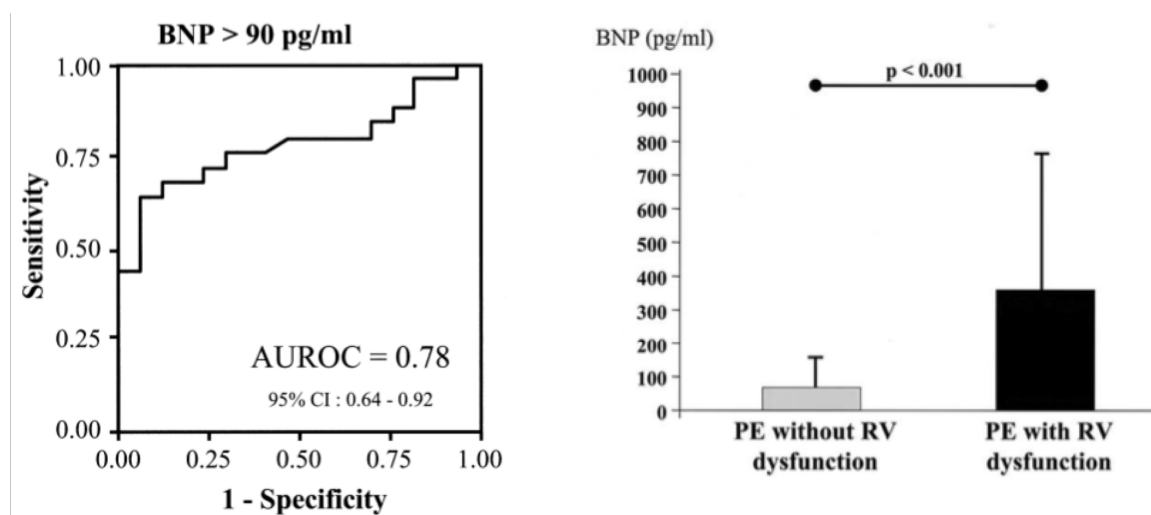 BNP > 90 pg/ml
1.00
0.75
0.50
0.25
0.00
Sensitivity
AUROC = 0.78
95% CI : 0.64 - 0.92
0.00 0.25 0.50 0.75 1.00
1 - Specificity
BNP (pg/ml)
p < 0.001
1000
900
800
700
600
500
400
300
200
100
0
PE without RV
dysfunction
PE with RV
dysfunction